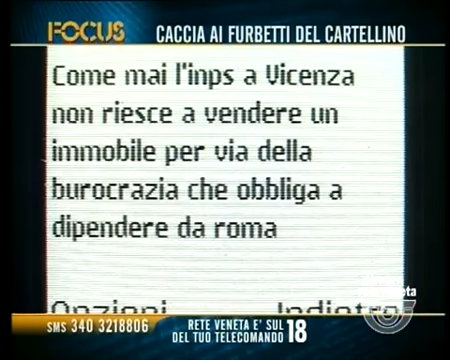 FOCUS
CACCIA AI FURBETTI DEL CARTELLINO
Come mai l'inps a Vicenza
non riesce a vendere un
immobile per via della
burocrazia che obbliga a
dipendere da roma
Opzioni Indietro
SMS 340 3218806
RETE VENETA E' SUL
DEL TUO TELECOMANDO 18